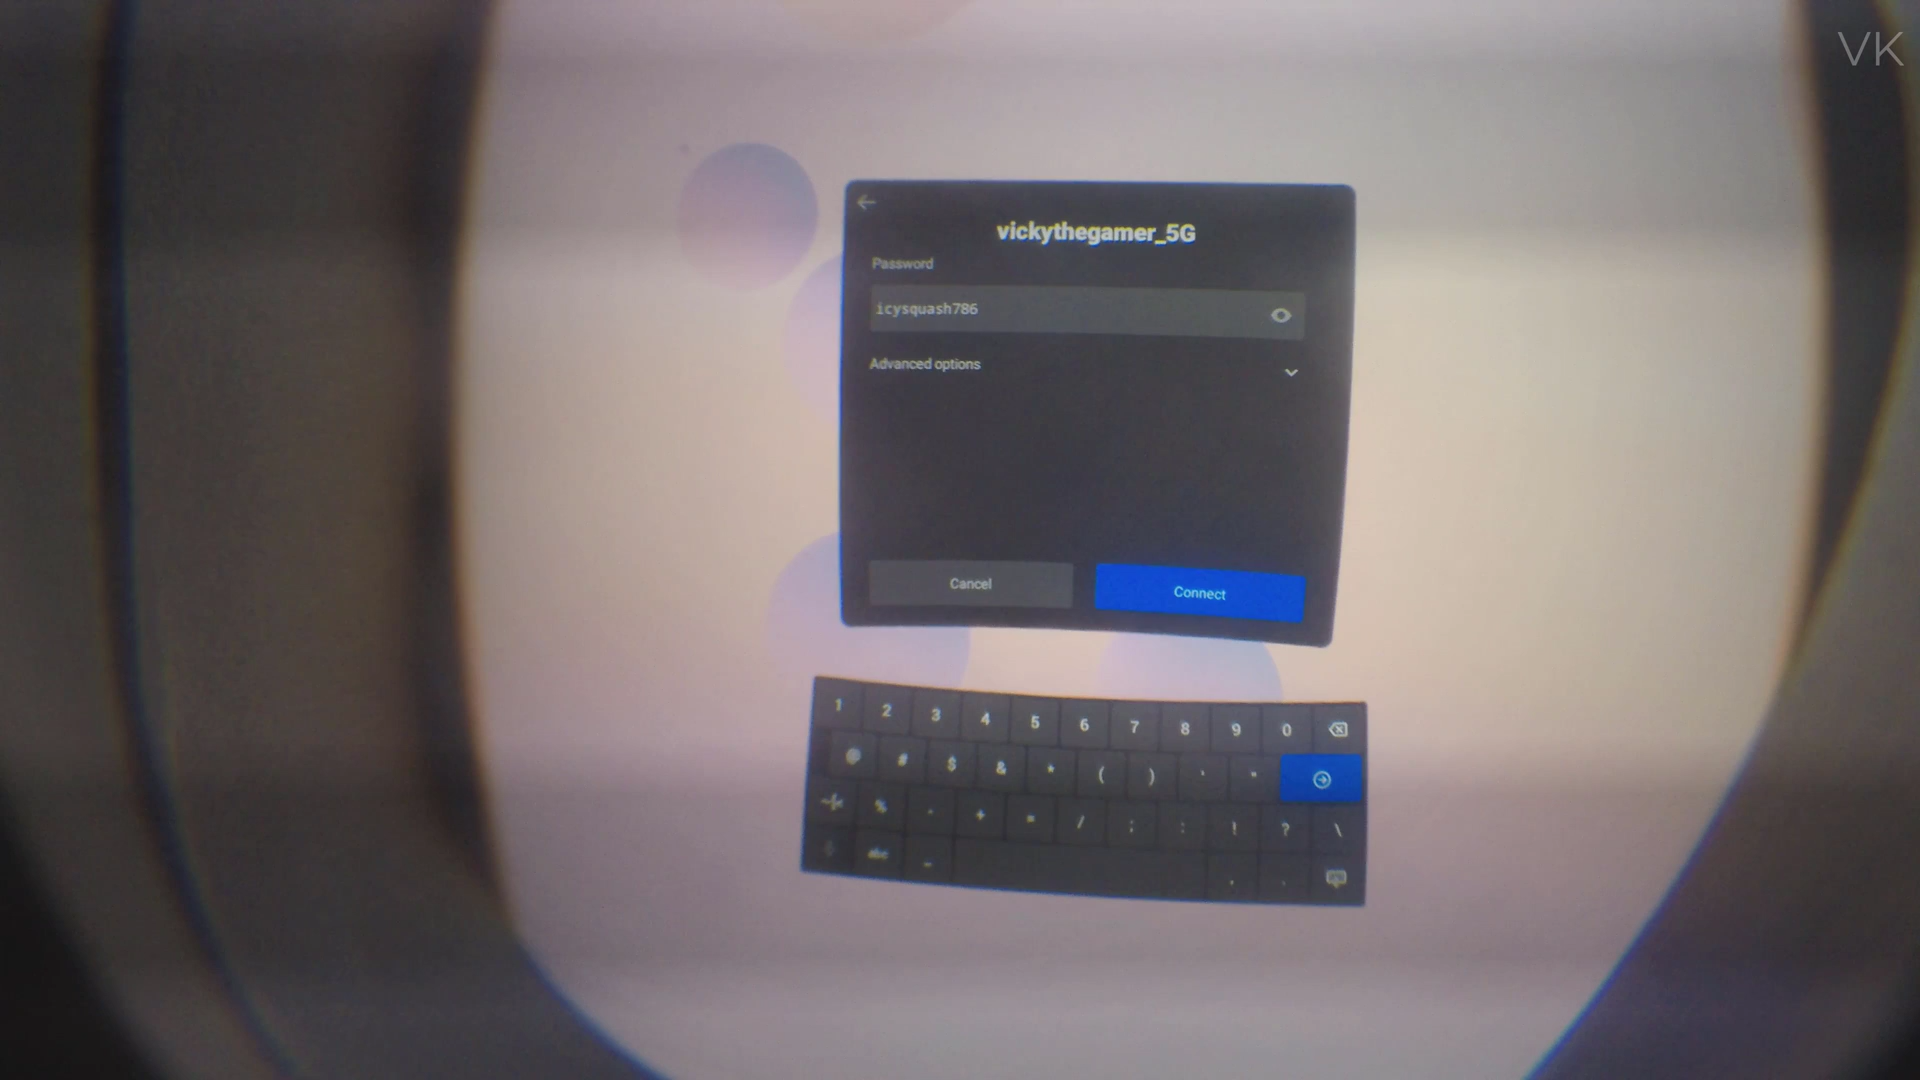 VK
vickythegamer_5G
Password
icysquash786
Advanced options
Cancel
Connect
1 2 3 4 5 6 7 8 9 0
@ # $ & * ( ) ' "
% - + = / ; : ! ? \
abc _ , .